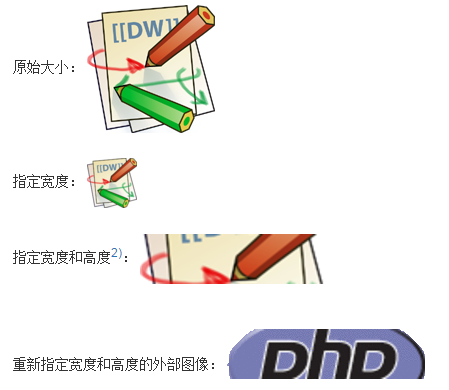 [[DW]]
原始大小：
[[DW]]
指定宽度：
指定宽度和高度2)：
重新指定宽度和高度的外部图像：
php